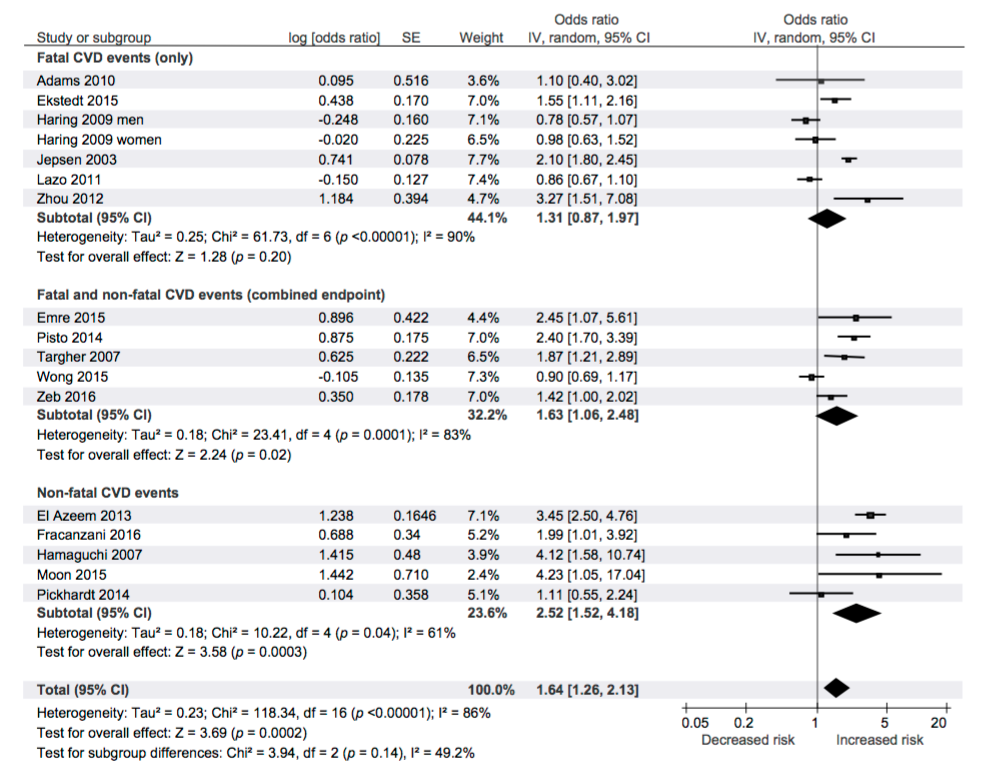 Odds ratio Odds ratio
Study or subgroup log [odds ratio] SE Weight IV, random, 95% CI IV, random, 95% CI
Fatal CVD events (only)
Adams 2010 0.095 0.516 3.6% 1.10 [0.40, 3.02]
Ekstedt 2015 0.438 0.170 7.0% 1.55 [1.11, 2.16]
Haring 2009 men -0.248 0.160 7.1% 0.78 [0.57, 1.07]
Haring 2009 women -0.020 0.225 6.5% 0.98 [0.63, 1.52]
Jepsen 2003 0.741 0.078 7.7% 2.10 [1.80, 2.45]
Lazo 2011 -0.150 0.127 7.4% 0.86 [0.67, 1.10]
Zhou 2012 1.184 0.394 4.7% 3.27 [1.51, 7.08]
Subtotal (95% CI) 44.1% 1.31 [0.87, 1.97]
Heterogeneity: Tau² = 0.25; Chi² = 61.73, df = 6 (p <0.00001); I² = 90%
Test for overall effect: Z = 1.28 (p = 0.20)
Fatal and non-fatal CVD events (combined endpoint)
Emre 2015 0.896 0.422 4.4% 2.45 [1.07, 5.61]
Pisto 2014 0.875 0.175 7.0% 2.40 [1.70, 3.39]
Targher 2007 0.625 0.222 6.5% 1.87 [1.21, 2.89]
Wong 2015 -0.105 0.135 7.3% 0.90 [0.69, 1.17]
Zeb 2016 0.350 0.178 7.0% 1.42 [1.00, 2.02]
Subtotal (95% CI) 32.2% 1.63 [1.06, 2.48]
Heterogeneity: Tau² = 0.18; Chi² = 23.41, df = 4 (p = 0.0001); I² = 83%
Test for overall effect: Z = 2.24 (p = 0.02)
Non-fatal CVD events
El Azeem 2013 1.238 0.1646 7.1% 3.45 [2.50, 4.76]
Fracanzani 2016 0.688 0.34 5.2% 1.99 [1.01, 3.92]
Hamaguchi 2007 1.415 0.48 3.9% 4.12 [1.58, 10.74]
Moon 2015 1.442 0.710 2.4% 4.23 [1.05, 17.04]
Pickhardt 2014 0.104 0.358 5.1% 1.11 [0.55, 2.24]
Subtotal (95% CI) 23.6% 2.52 [1.52, 4.18]
Heterogeneity: Tau² = 0.18; Chi² = 10.22, df = 4 (p = 0.04); I² = 61%
Test for overall effect: Z = 3.58 (p = 0.0003)
Total (95% CI) 100.0% 1.64 [1.26, 2.13]
Heterogeneity: Tau² = 0.23; Chi² = 118.34, df = 16 (p <0.00001); I² = 86%
Test for overall effect: Z = 3.69 (p = 0.0002)
Test for subgroup differences: Chi² = 3.94, df = 2 (p = 0.14), I² = 49.2%
0.05 0.2 1 5 20
Decreased risk Increased risk